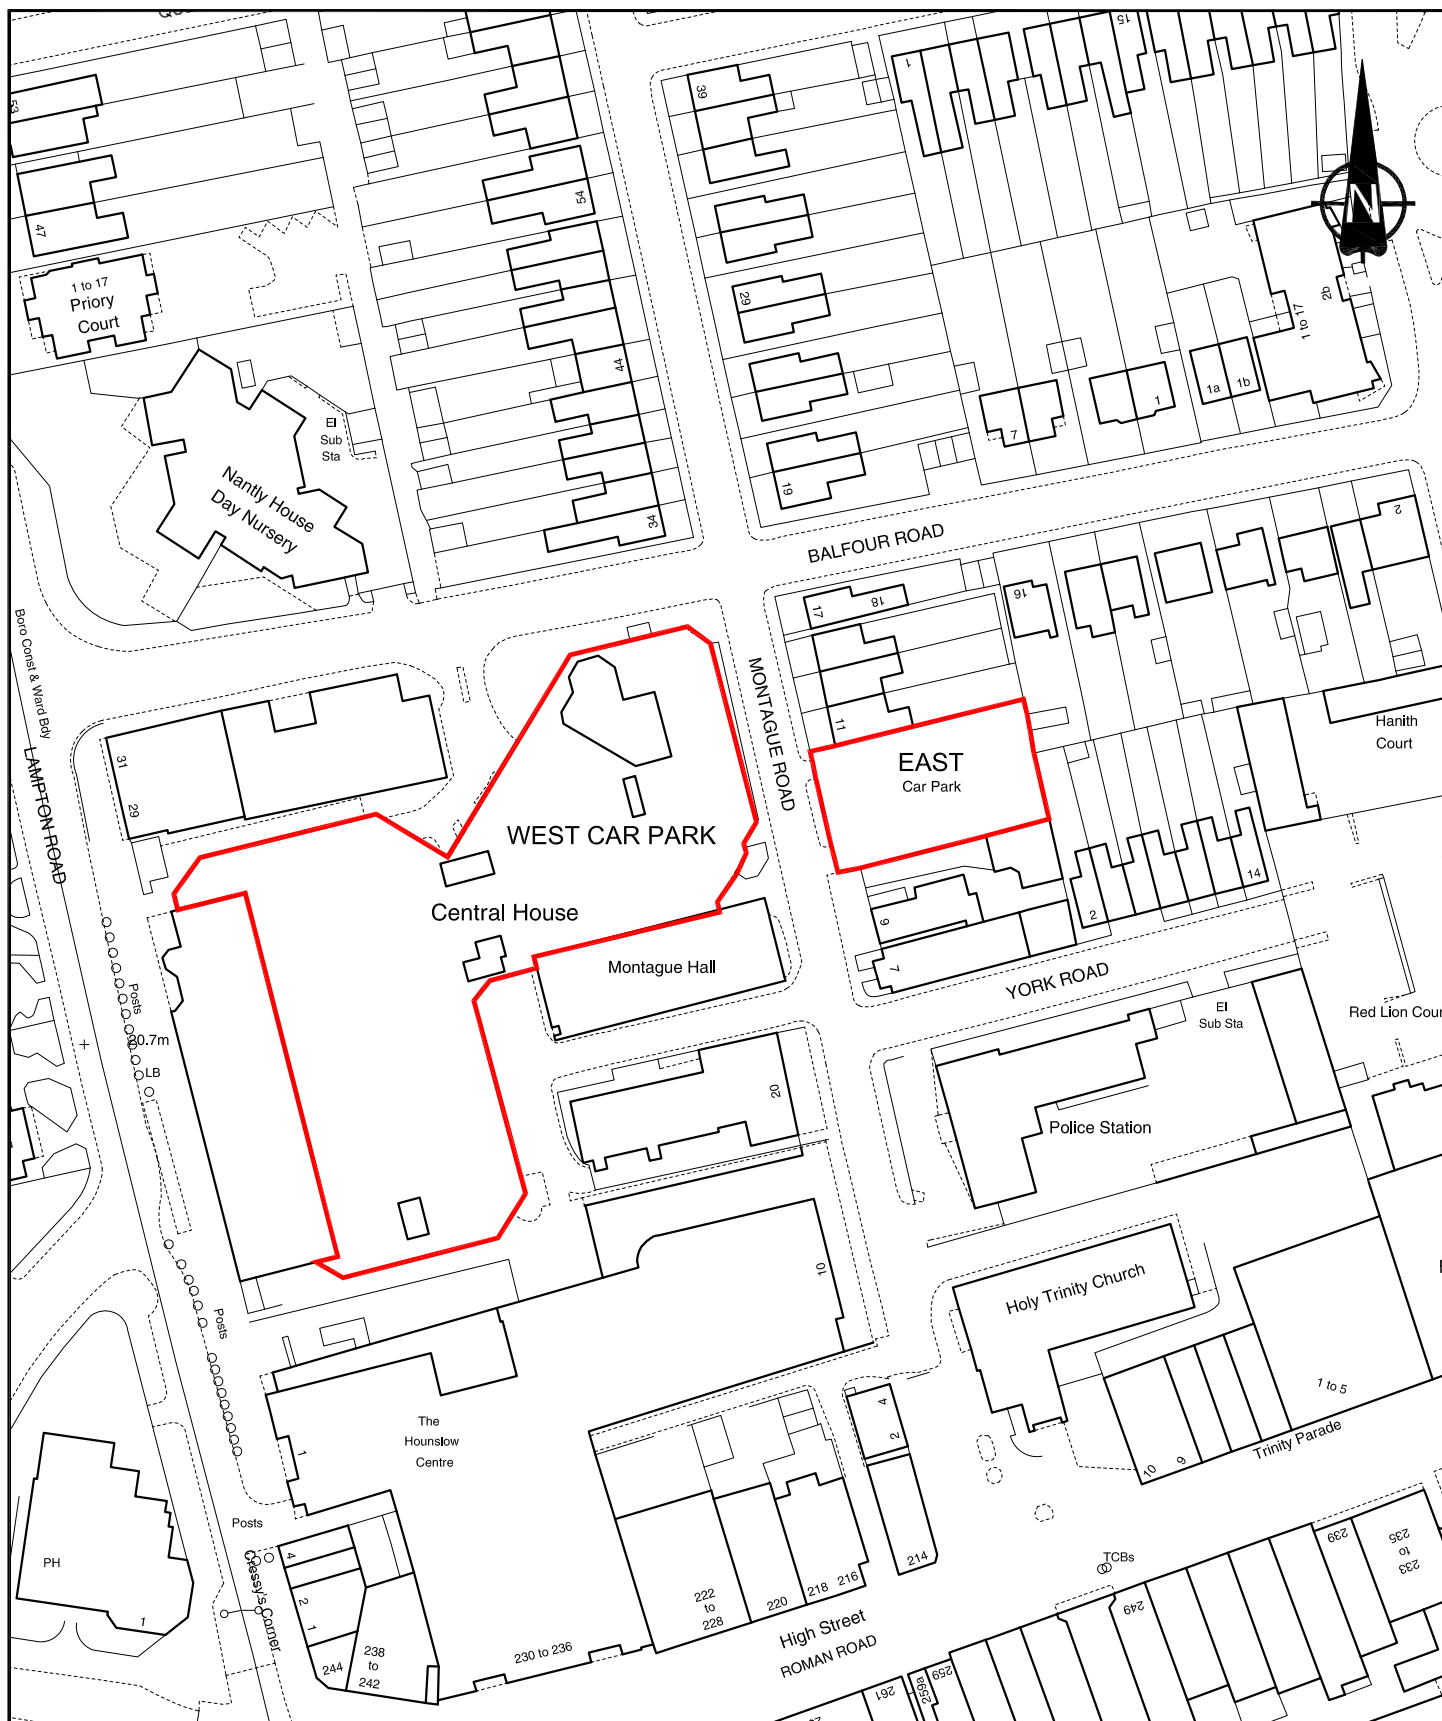 15
39
1
53
54
47
N
1 to 17
Priory
Court
29
2b
1 to 17
44
1a
1b
1
7
El
Sub
Sta
Nantly House
Day Nursery
19
34
2
BALFOUR ROAD
17
18
16
Boro Const & Ward Bdy
MONTAGUE ROAD
11
Hanith
Court
31
29
EAST
Car Park
LAMPTON ROAD
WEST CAR PARK
14
2
Central House
6
7
Montague Hall
YORK ROAD
Posts
El
Sub Sta
Red Lion Cour
20.7m
LB
20
Police Station
10
Holy Trinity Church
Posts
1 to 5
The
Hounslow
Centre
1
4
2
Trinity Parade
10
9
Posts
PH
1
Cressy's Corner
4
2
1
244
238
to
242
230 to 236
222
to
228
220
218
216
214
TCBs
239
235
to
233
249
High Street
ROMAN ROAD
261
259a
259